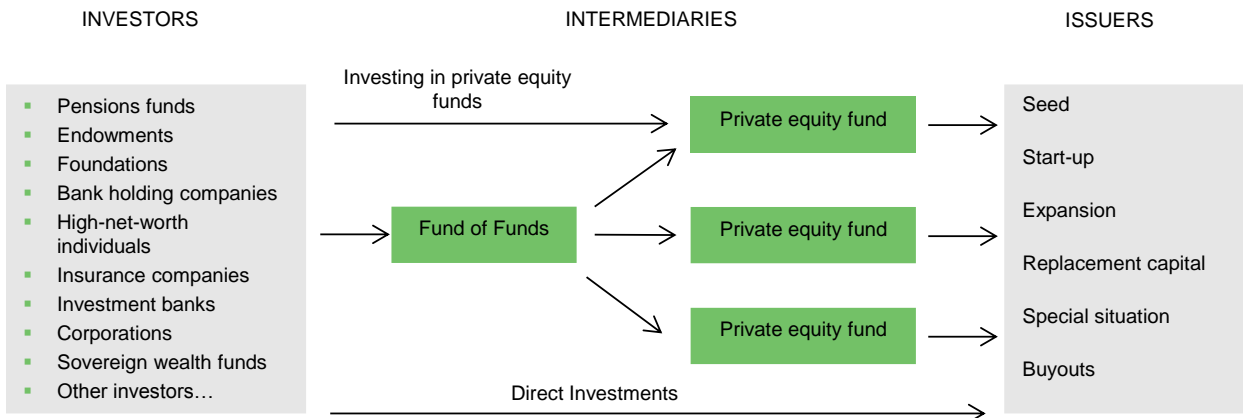 INVESTORS
INTERMEDIARIES
ISSUERS
Pensions funds
Endowments
Foundations
Bank holding companies
High-net-worth
individuals
Insurance companies
Investment banks
Corporations
Sovereign wealth funds
Other investors…
Investing in private equity
funds
Fund of Funds
Private equity fund
Private equity fund
Private equity fund
Direct Investments
Seed
Start-up
Expansion
Replacement capital
Special situation
Buyouts